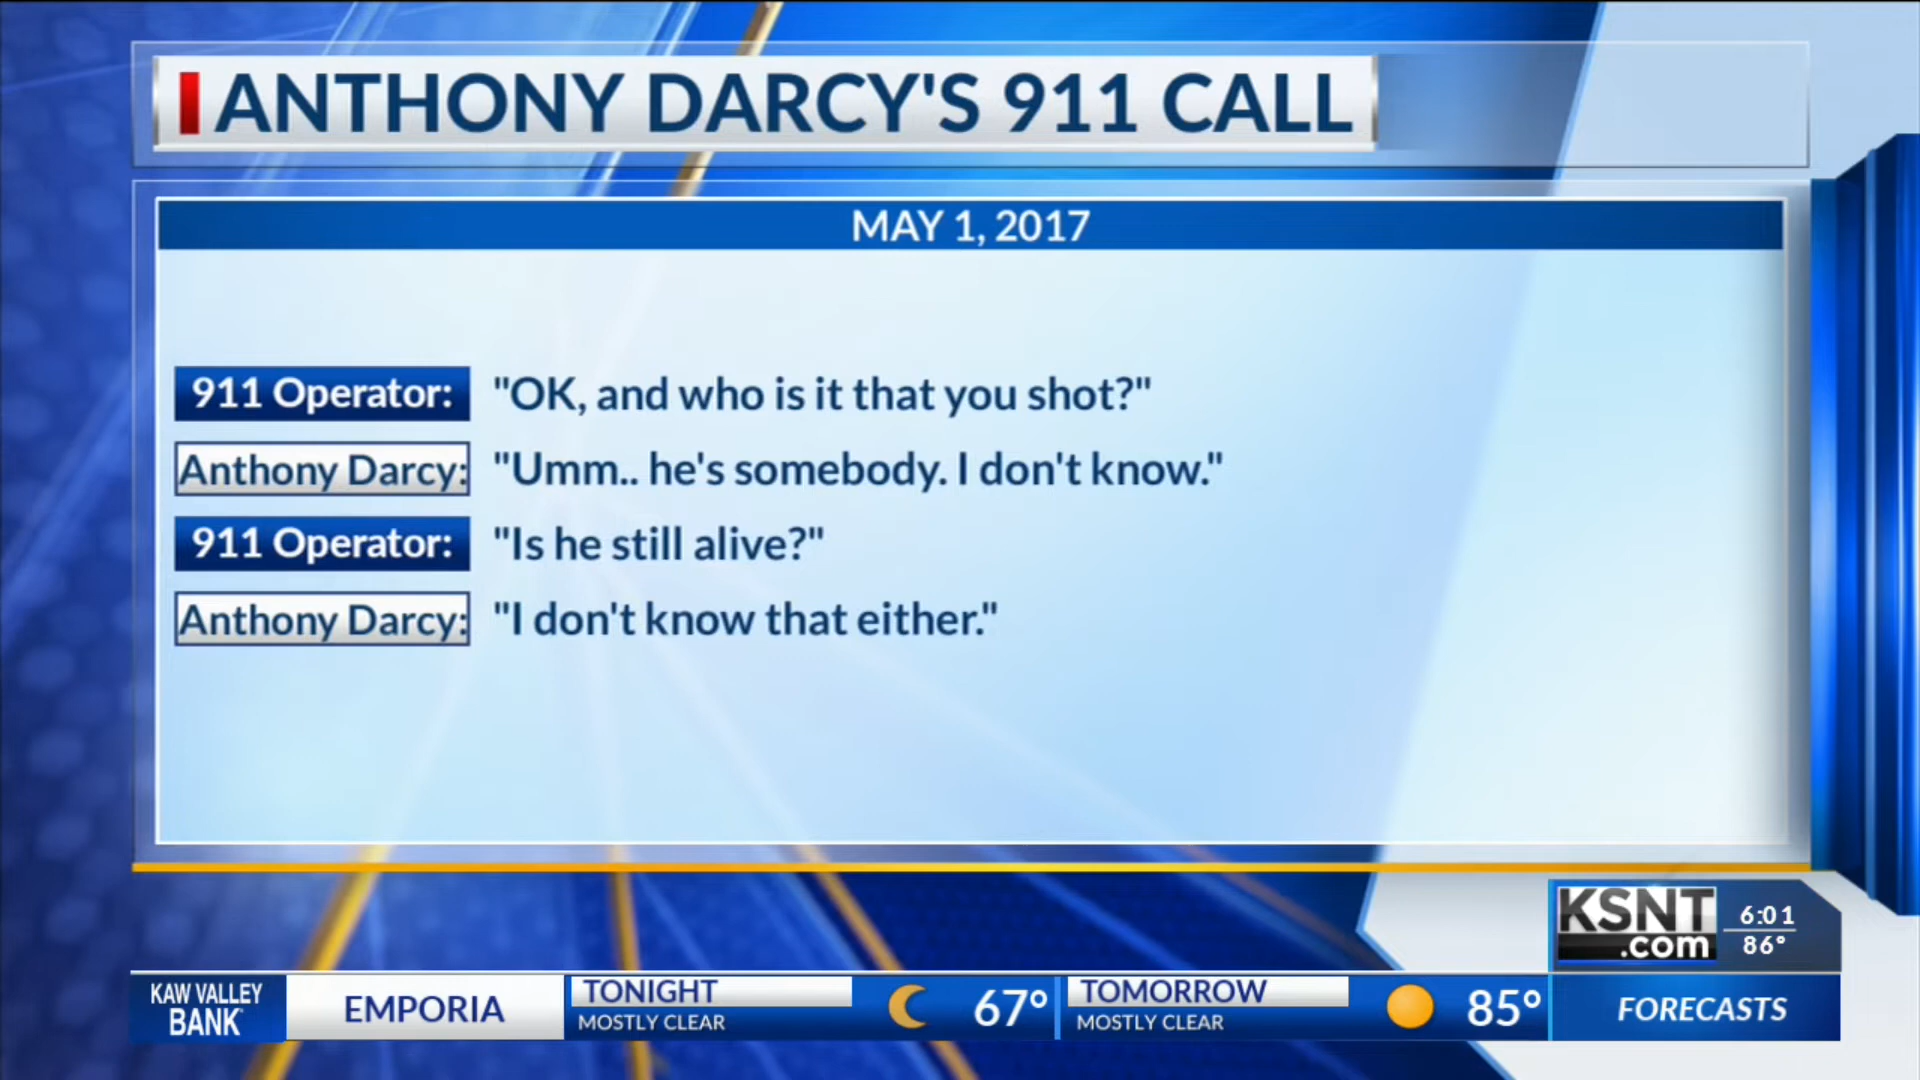 ANTHONY DARCY'S 911 CALL
MAY 1, 2017
911 Operator: "OK, and who is it that you shot?"
Anthony Darcy: "Umm.. he's somebody. I don't know."
911 Operator: "Is he still alive?"
Anthony Darcy: "I don't know that either."
KSNT
.com
6:01
86°
KAW VALLEY
BANK
EMPORIA
TONIGHT
MOSTLY CLEAR
67°
TOMORROW
MOSTLY CLEAR
85°
FORECASTS